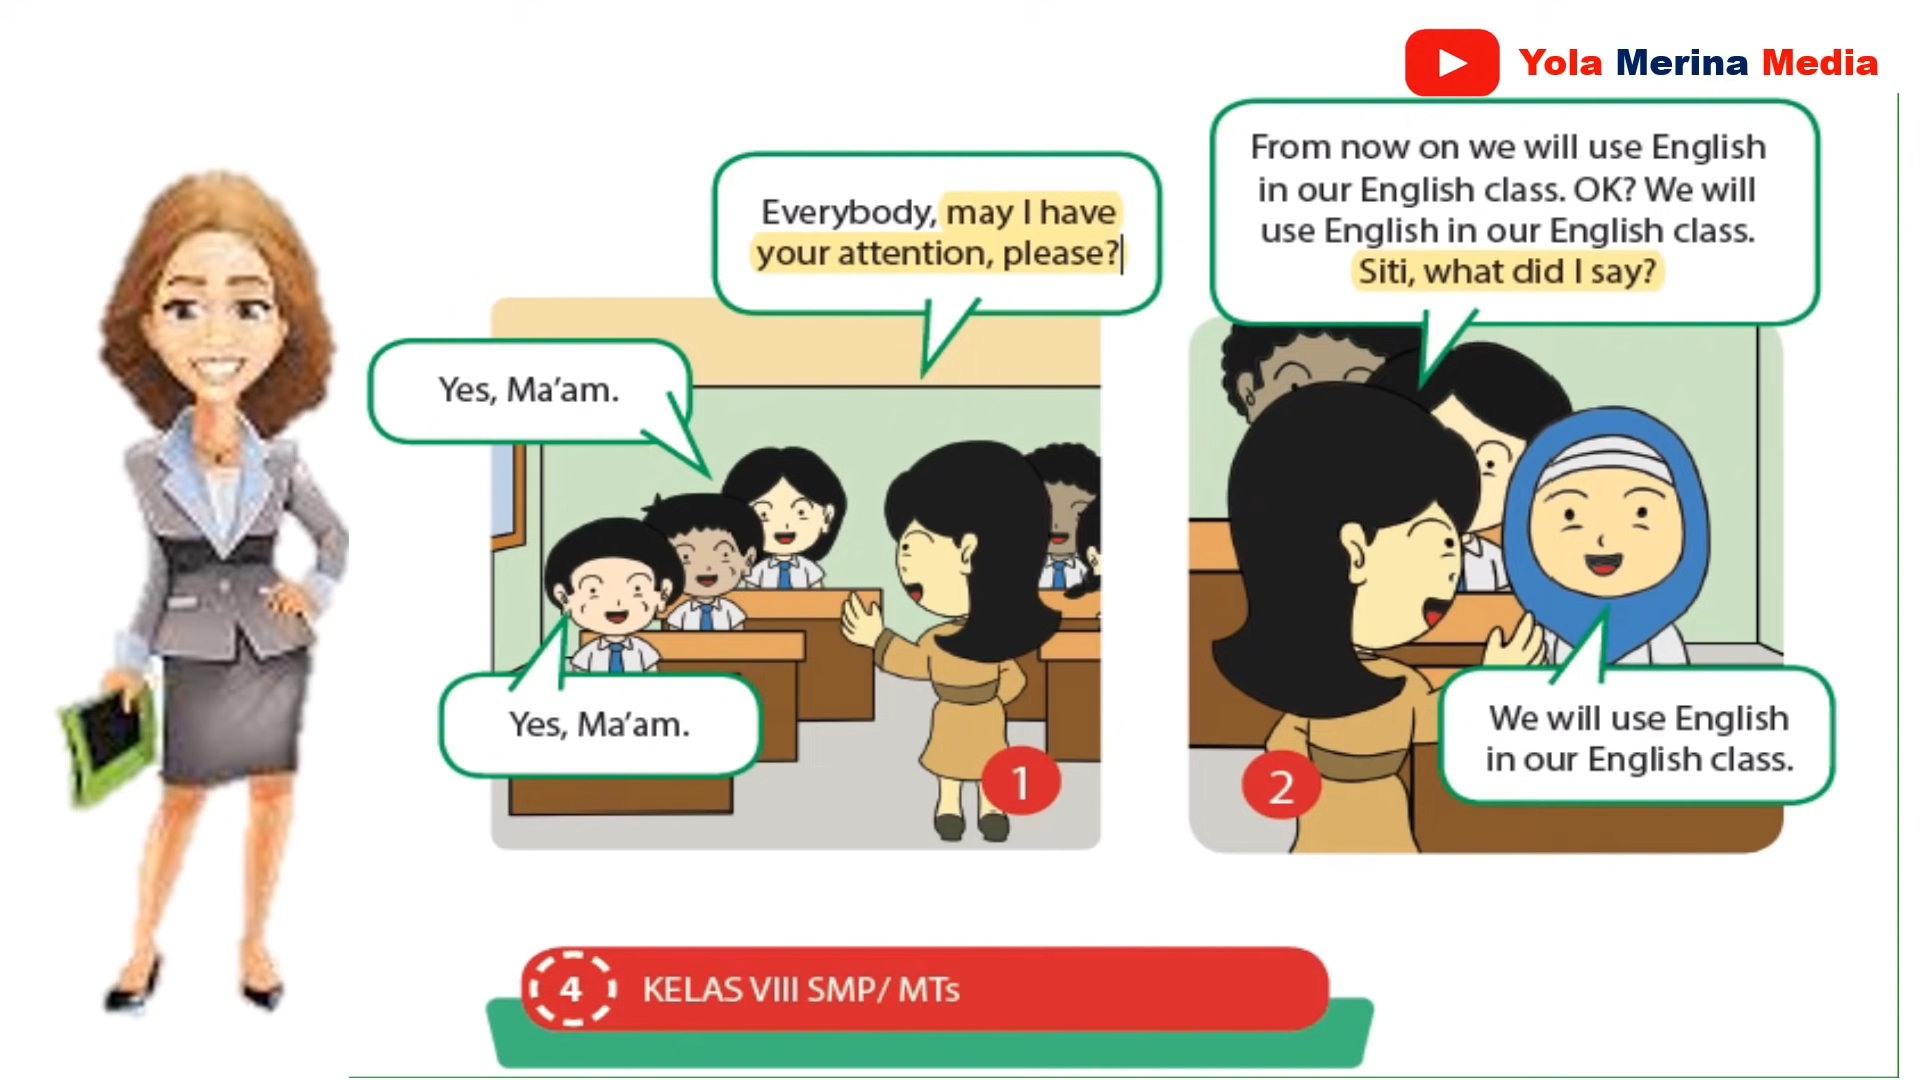 Yola Merina Media
Everybody, may I have
your attention, please?
Yes, Ma’am.
Yes, Ma’am.
1
From now on we will use English
in our English class. OK? We will
use English in our English class.
Siti, what did I say?
We will use English
in our English class.
2
4 KELAS VIII SMP/ MTs